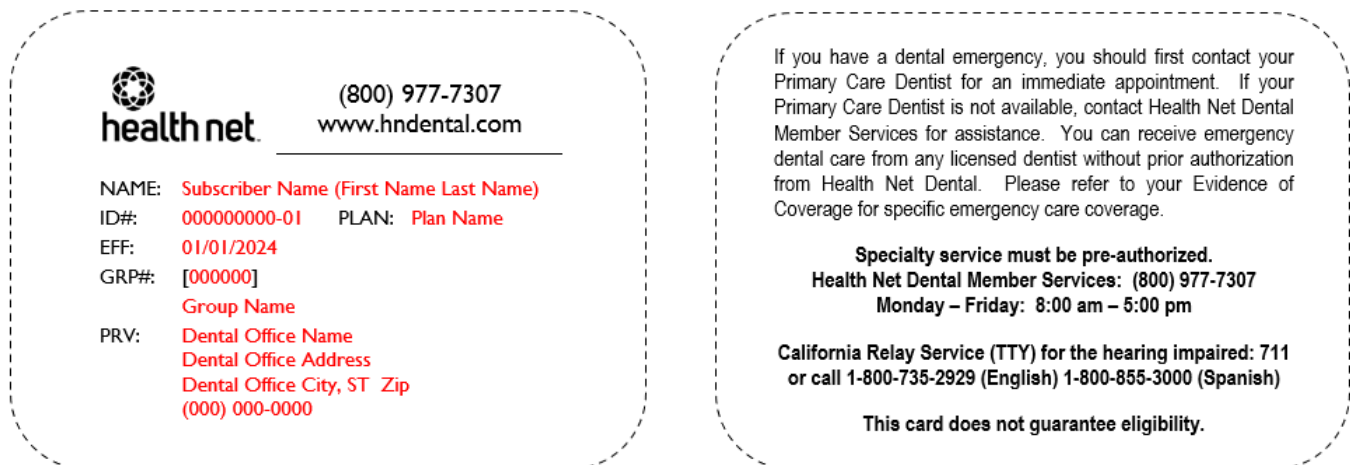 health net.
(800) 977-7307
www.hndental.com
NAME: Subscriber Name (First Name Last Name)
ID#: 000000000-01 PLAN: Plan Name
EFF: 01/01/2024
GRP#: [000000]
Group Name
PRV: Dental Office Name
Dental Office Address
Dental Office City, ST Zip
(000) 000-0000
If you have a dental emergency, you should first contact your
Primary Care Dentist for an immediate appointment. If your
Primary Care Dentist is not available, contact Health Net Dental
Member Services for assistance. You can receive emergency
dental care from any licensed dentist without prior authorization
from Health Net Dental. Please refer to your Evidence of
Coverage for specific emergency care coverage.
Specialty service must be pre-authorized.
Health Net Dental Member Services: (800) 977-7307
Monday – Friday: 8:00 am – 5:00 pm
California Relay Service (TTY) for the hearing impaired: 711
or call 1-800-735-2929 (English) 1-800-855-3000 (Spanish)
This card does not guarantee eligibility.